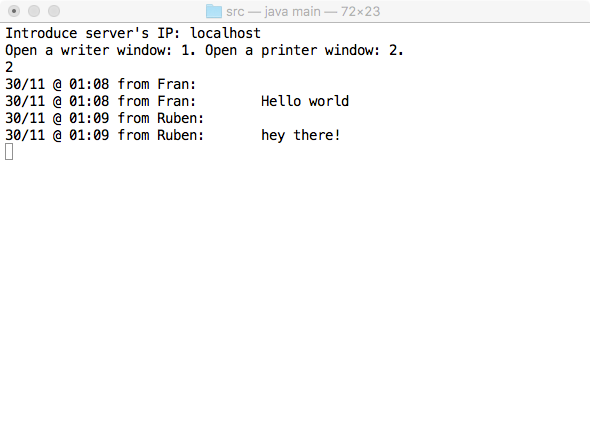 src — java main — 72×23
Introduce server's IP: localhost
Open a writer window: 1. Open a printer window: 2.
2
30/11 @ 01:08 from Fran:
30/11 @ 01:08 from Fran:       Hello world
30/11 @ 01:09 from Ruben:
30/11 @ 01:09 from Ruben:       hey there!